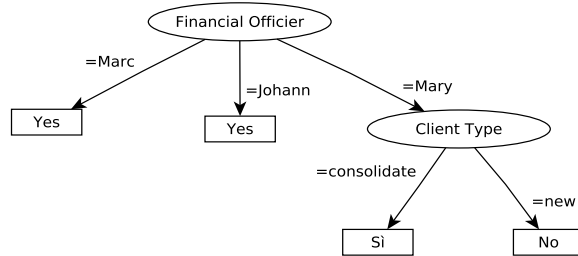 Financial Officier
=Marc
=Johann
=Mary
Yes
Yes
Client Type
=consolidate
=new
Sì
No